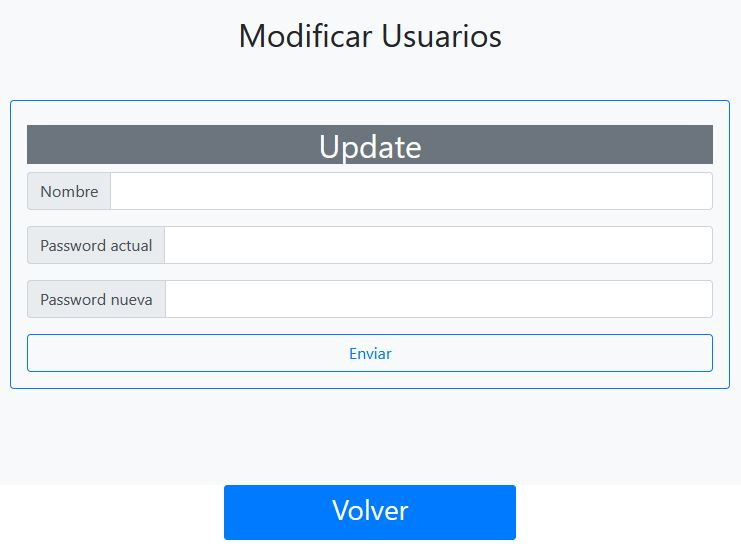 Modificar Usuarios
Update
Nombre
Password actual
Password nueva
Enviar
Volver